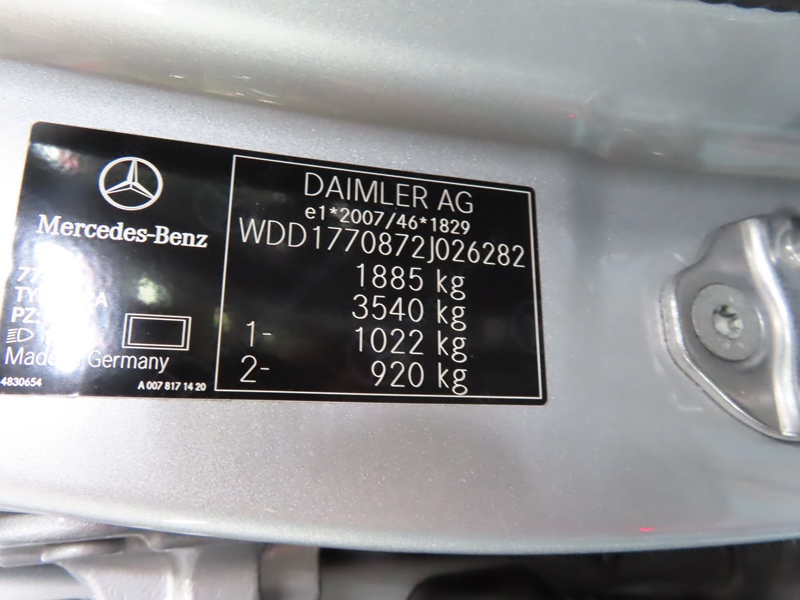 Mercedes-Benz
Made in Germany
4830654
A 007 817 14 20
DAIMLER AG
e1*2007/46*1829
WDD1770872J026282
1885 kg
3540 kg
1- 1022 kg
2- 920 kg